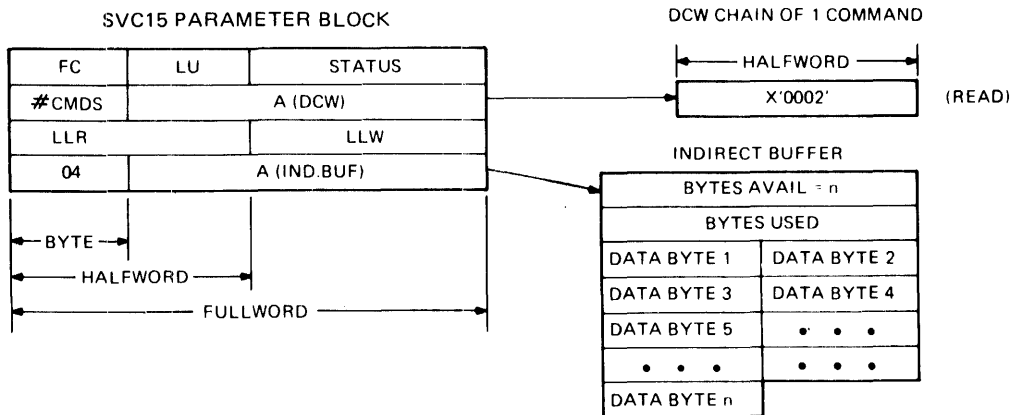 SVC15 PARAMETER BLOCK
FC LU STATUS
#CMDS A (DCW)
LLR LLW
04 A (IND.BUF)
BYTE
HALFWORD
FULLWORD
DCW CHAIN OF 1 COMMAND
HALFWORD
X'0002' (READ)
INDIRECT BUFFER
BYTES AVAIL = n
BYTES USED
DATA BYTE 1 DATA BYTE 2
DATA BYTE 3 DATA BYTE 4
DATA BYTE 5 • • •
• • • • • •
DATA BYTE n